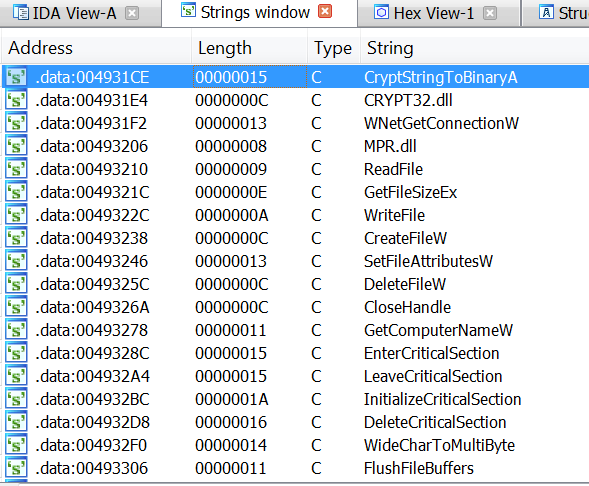 IDA View-A Strings window Hex View-1 Stru
Address Length Type String
.data:004931CE 00000015 C CryptStringToBinaryA
.data:004931E4 0000000C C CRYPT32.dll
.data:004931F2 00000013 C WNetGetConnectionW
.data:00493206 00000008 C MPR.dll
.data:00493210 00000009 C ReadFile
.data:0049321C 0000000E C GetFileSizeEx
.data:0049322C 0000000A C WriteFile
.data:00493238 0000000C C CreateFileW
.data:00493246 00000013 C SetFileAttributesW
.data:0049325C 0000000C C DeleteFileW
.data:0049326A 0000000C C CloseHandle
.data:00493278 00000011 C GetComputerNameW
.data:0049328C 00000015 C EnterCriticalSection
.data:004932A4 00000015 C LeaveCriticalSection
.data:004932BC 0000001A C InitializeCriticalSection
.data:004932D8 00000016 C DeleteCriticalSection
.data:004932F0 00000014 C WideCharToMultiByte
.data:00493306 00000011 C FlushFileBuffers